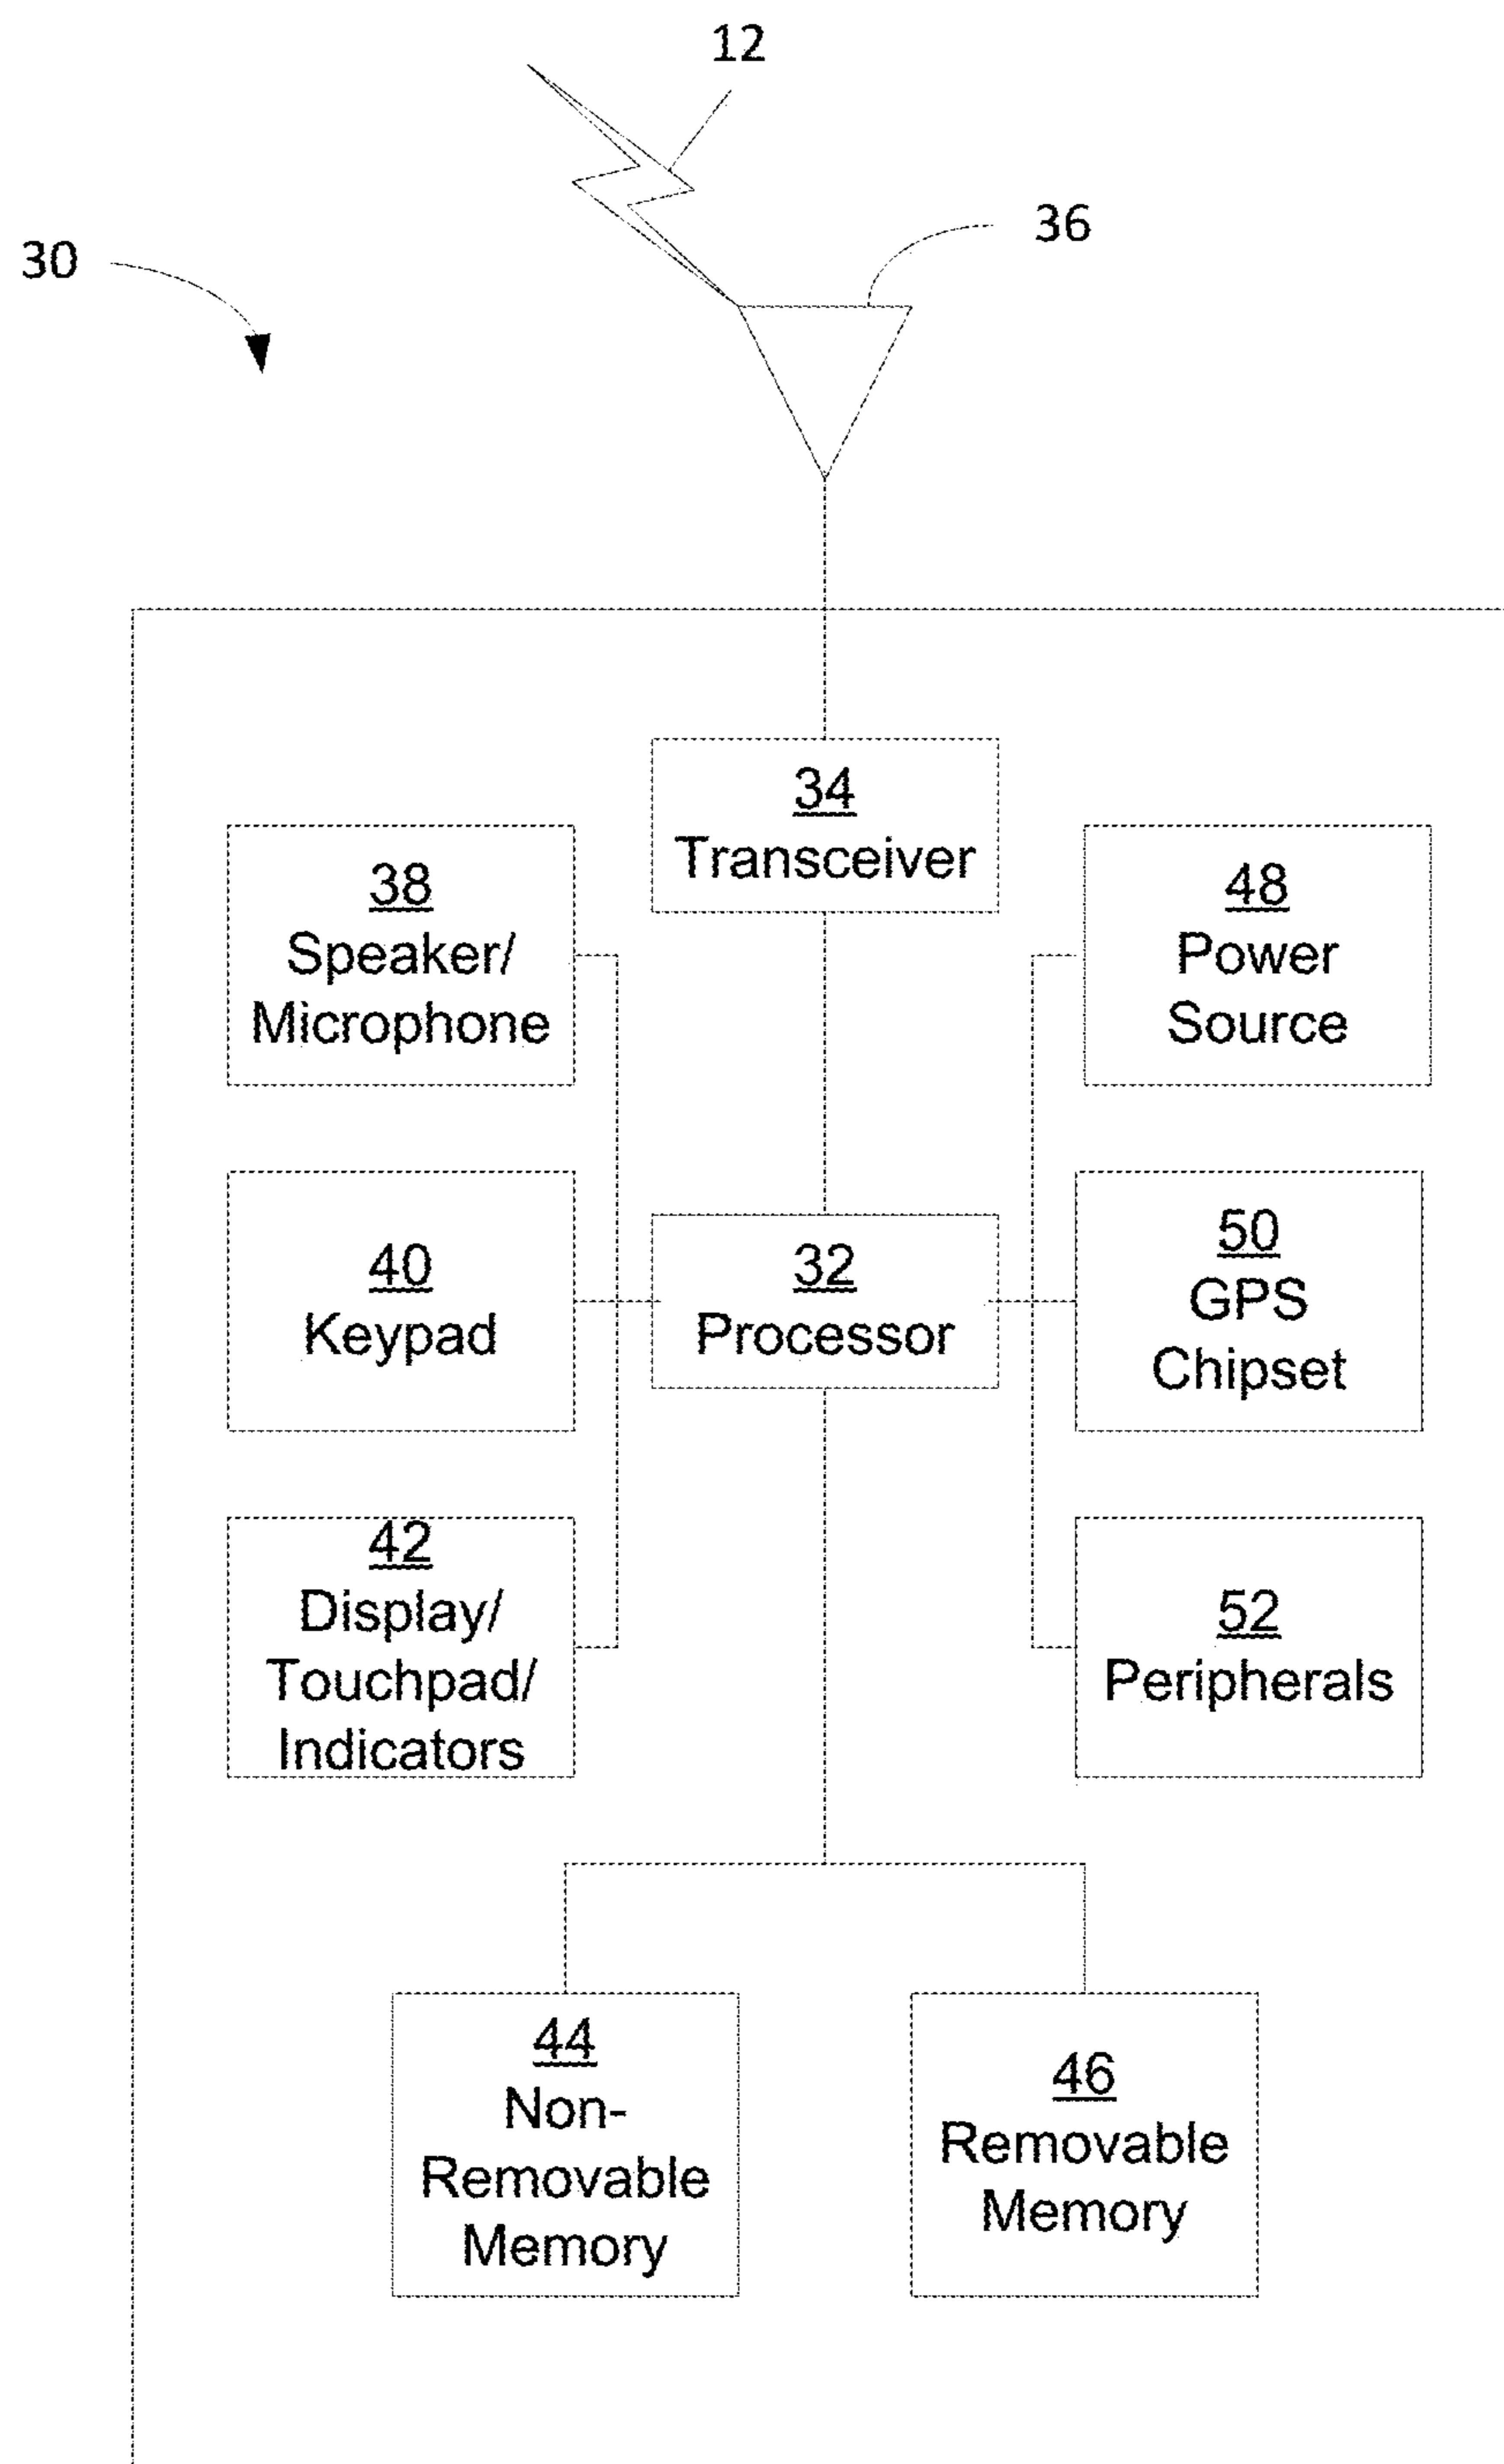 12
36
30
34
Transceiver
38
Speaker/
Microphone
48
Power
Source
40
Keypad
32
Processor
50
GPS
Chipset
42
Display/
Touchpad/
Indicators
52
Peripherals
44
Non-
Removable
Memory
46
Removable
Memory